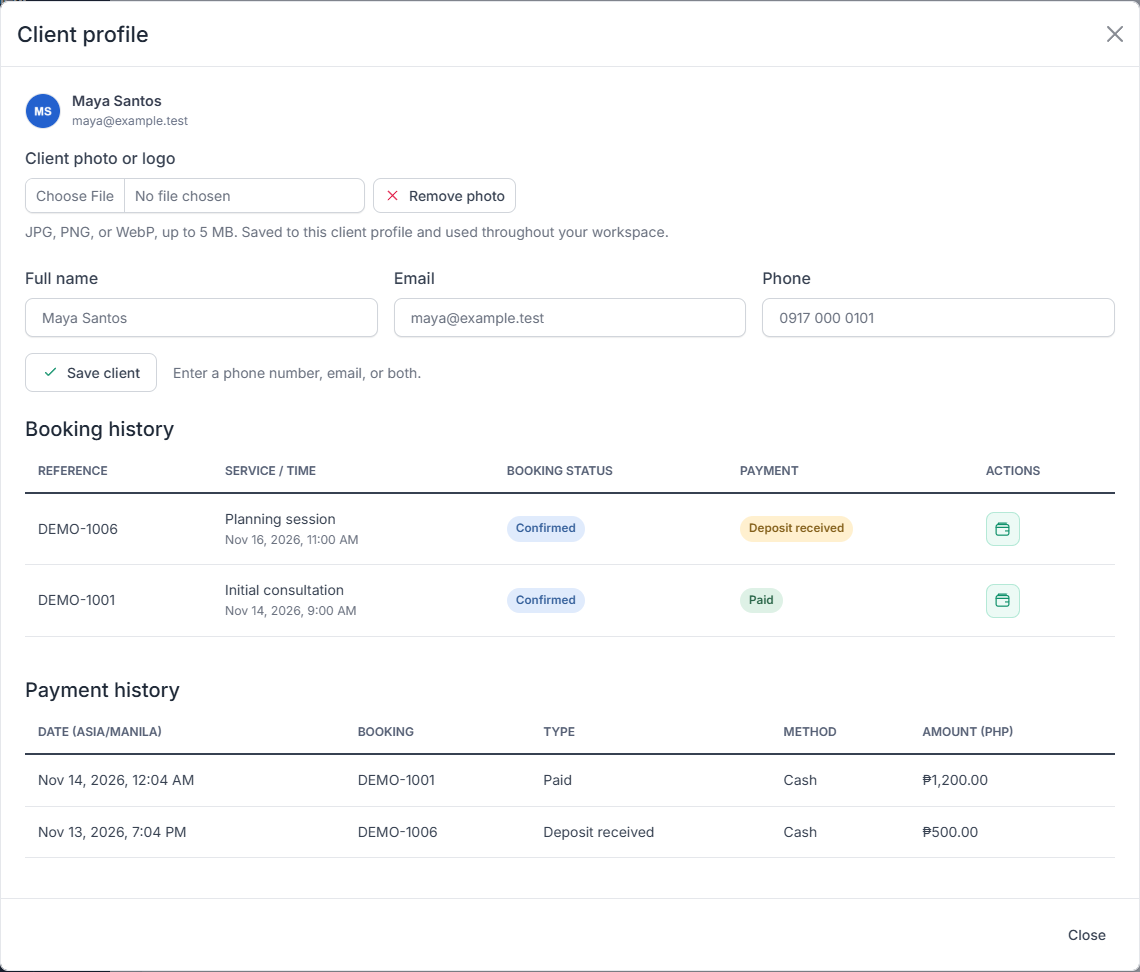 Client profile
MS
Maya Santos
maya@example.test
Client photo or logo
Choose File No file chosen Remove photo
JPG, PNG, or WebP, up to 5 MB. Saved to this client profile and used throughout your workspace.
Full name Email Phone
Maya Santos maya@example.test 0917 000 0101
Save client Enter a phone number, email, or both.
Booking history
REFERENCE SERVICE / TIME BOOKING STATUS PAYMENT ACTIONS
DEMO-1006 Planning session Confirmed Deposit received
Nov 16, 2026, 11:00 AM
DEMO-1001 Initial consultation Confirmed Paid
Nov 14, 2026, 9:00 AM
Payment history
DATE (ASIA/MANILA) BOOKING TYPE METHOD AMOUNT (PHP)
Nov 14, 2026, 12:04 AM DEMO-1001 Paid Cash ₱1,200.00
Nov 13, 2026, 7:04 PM DEMO-1006 Deposit received Cash ₱500.00
Close